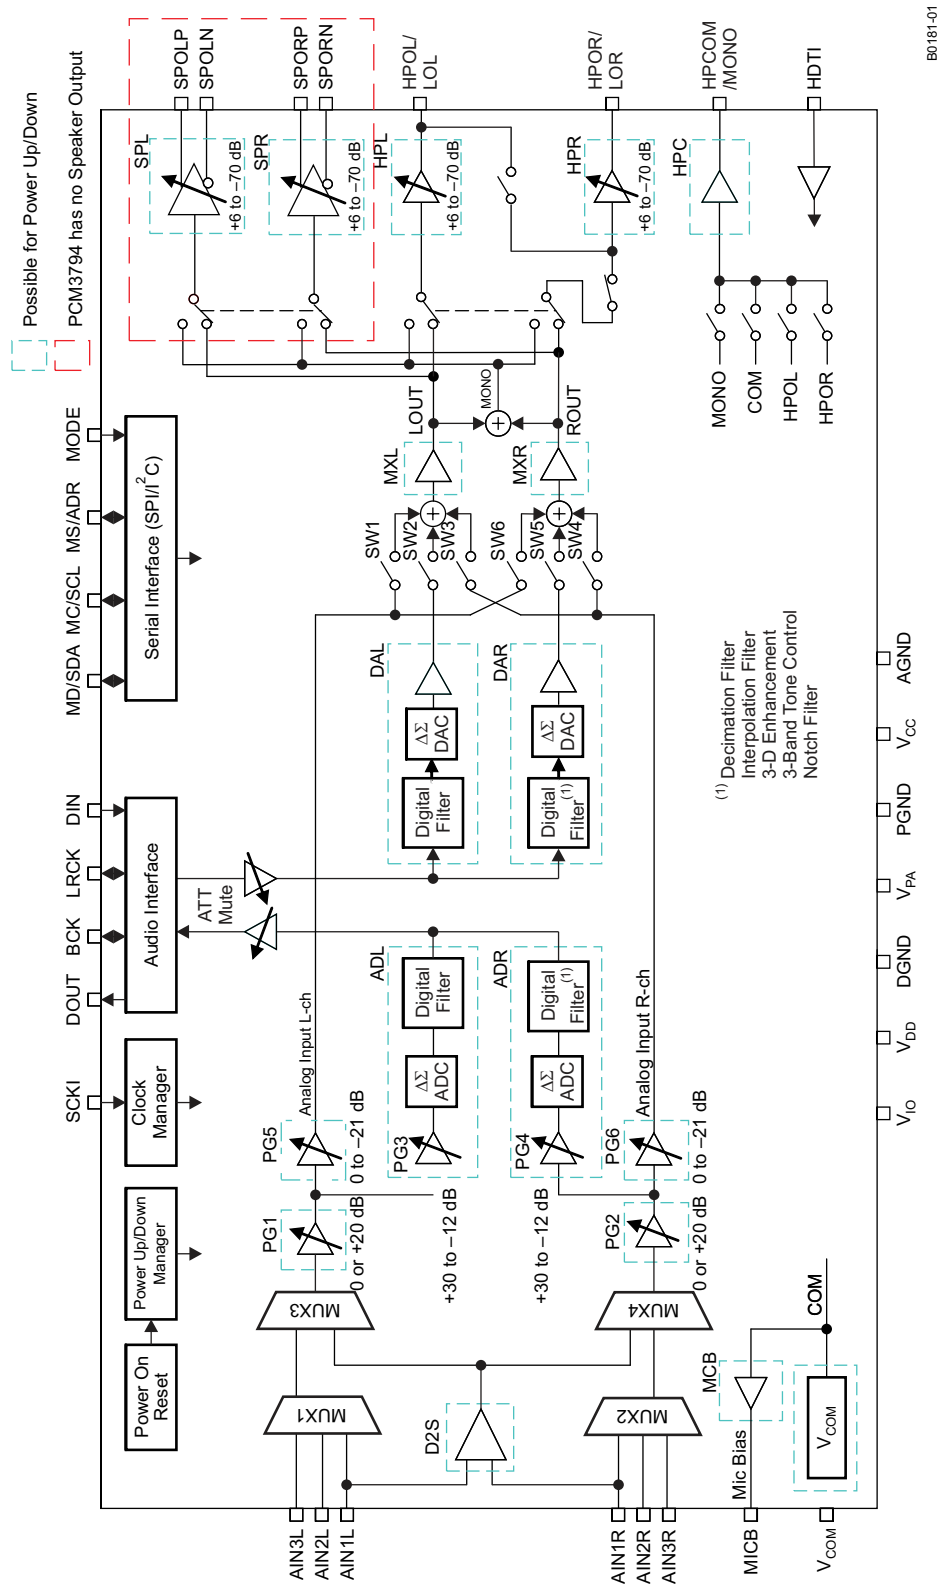 Possible for Power Up/Down
PCM3794 has no Speaker Output
B0181-01
SPOLP
SPOLN
SPORP
SPORN
HPOL/
LOL
HPOR/
LOR
HPCOM
/MONO
HDTI
SPL
+6 to –70 dB
SPR
+6 to –70 dB
HPL
+6 to –70 dB
HPR
+6 to –70 dB
HPC
MONO
COM
HPOL
HPOR
MODE
MS/ADR
MC/SCL
MD/SDA
Serial Interface (SPI/I²C)
LOUT
MONO
ROUT
MXL
MXR
SW1
SW2
SW3
SW6
SW5
SW4
DAL
ΔΣ
DAC
Digital
Filter
DAR
ΔΣ
DAC
Digital
Filter(1)
(1) Decimation Filter
Interpolation Filter
3-D Enhancement
3-Band Tone Control
Notch Filter
DIN
LRCK
BCK
DOUT
Audio Interface
ATT
Mute
ADL
Digital
Filter
ΔΣ
ADC
PG3
+30 to –12 dB
ADR
Digital
Filter(1)
ΔΣ
ADC
PG4
+30 to –12 dB
Analog Input L-ch
Analog Input R-ch
SCKI
Clock
Manager
Power Up/Down
Manager
Power On
Reset
PG5
0 to –21 dB
PG1
0 or +20 dB
PG6
0 to –21 dB
PG2
0 or +20 dB
MUX3
MUX4
MUX1
MUX2
D2S
MCB
Mic Bias
COM
VCOM
AIN3L
AIN2L
AIN1L
AIN1R
AIN2R
AIN3R
MICB
VCOM
AGND
VCC
PGND
VPA
DGND
VDD
VIO